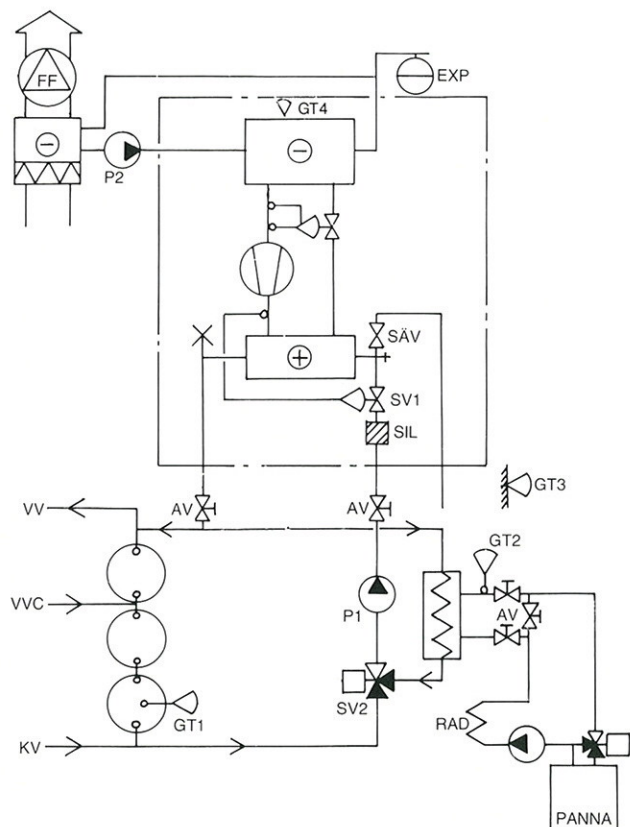 FF
EXP
GT4
P2
SÄV
SV1
SIL
GT3
VV
AV
AV
GT2
VVC
P1
AV
GT1
SV2
RAD
KV
PANNA